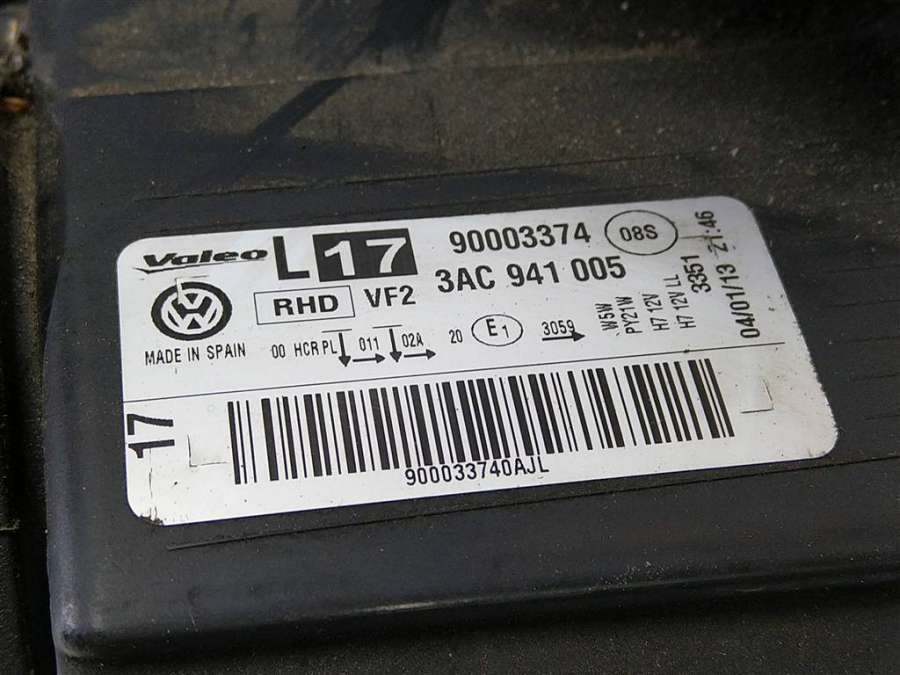 Valeo L 17 90003374 08S
RHD VF2 3AC 941 005
VW
MADE IN SPAIN 00 HCR PL 011 02A 20 E1 3059
W5W
PY21W
H7 12V
H7 12V LL
3351
04/01/13 21:46
17
900033740AJL